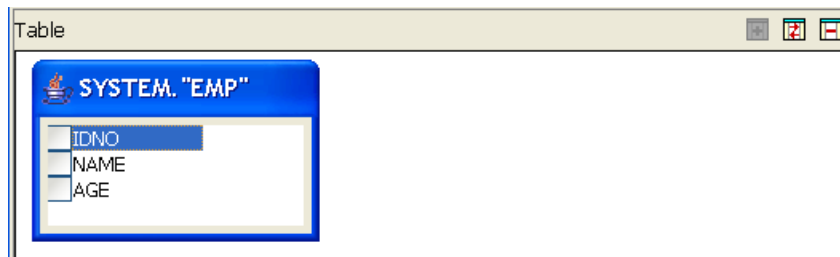 Table
SYSTEM. "EMP"
IDNO
NAME
AGE